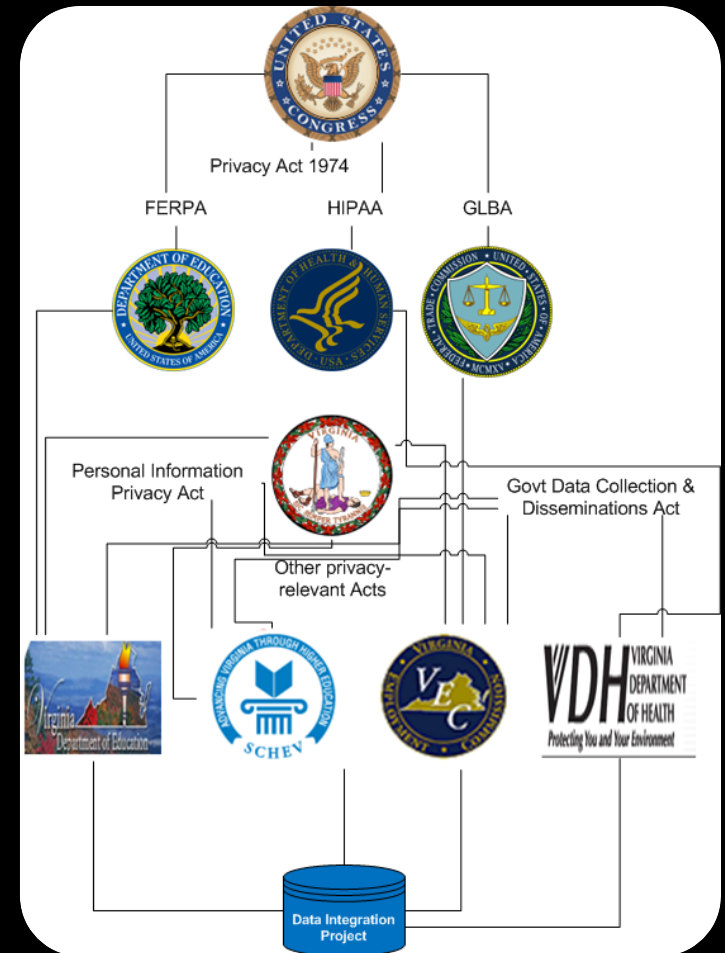 UNITED STATES
CONGRESS
Privacy Act 1974
FERPA
HIPAA
GLBA
DEPARTMENT OF EDUCATION
UNITED STATES OF AMERICA
DEPARTMENT OF HEALTH & HUMAN SERVICES · USA
FEDERAL TRADE COMMISSION • UNITED STATES OF AMERICA
MCMXV
VIRGINIA
SIC SEMPER TYRANNIS
Personal Information
Privacy Act
Govt Data Collection &
Disseminations Act
Other privacy-
relevant Acts
Virginia
Department of Education
ADVANCING VIRGINIA THROUGH HIGHER EDUCATION
SCHEV
VIRGINIA
EMPLOYMENT COMMISSION
VEC
VDH
VIRGINIA
DEPARTMENT
OF HEALTH
Protecting You and Your Environment
Data Integration
Project